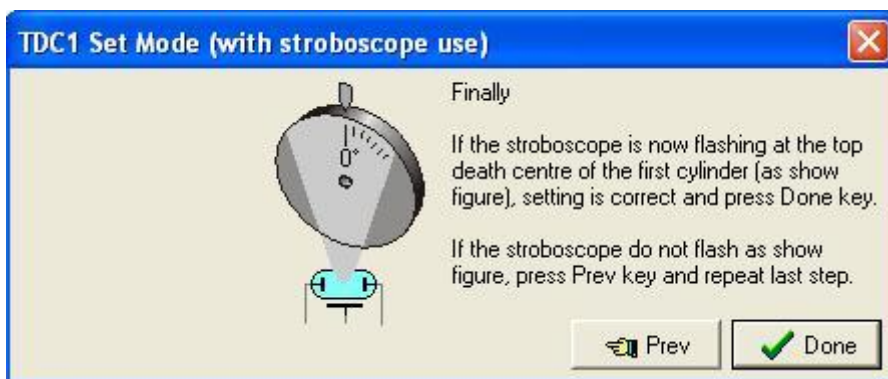 TDC1 Set Mode (with stroboscope use)
Finally
If the stroboscope is now flashing at the top
death centre of the first cylinder (as show
figure), setting is correct and press Done key.
If the stroboscope do not flash as show
figure, press Prev key and repeat last step.
0°
Prev
Done